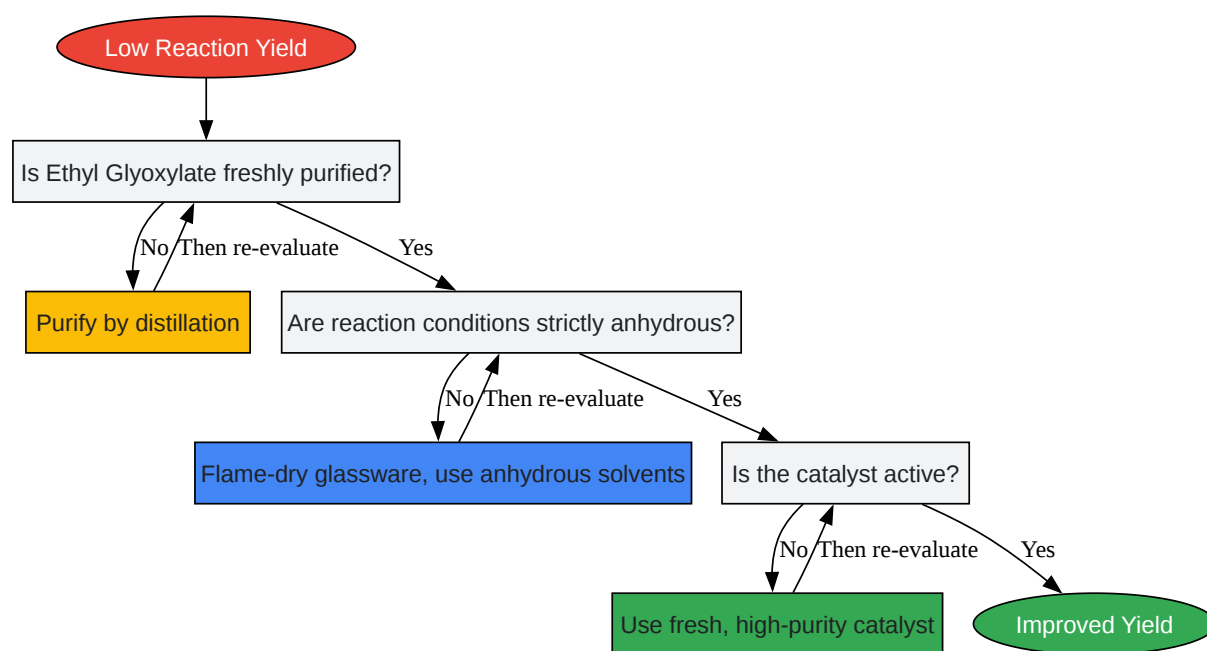 Low Reaction Yield
Is Ethyl Glyoxylate freshly purified?
No
Then re-evaluate
Yes
Purify by distillation
Are reaction conditions strictly anhydrous?
No
Then re-evaluate
Yes
Flame-dry glassware, use anhydrous solvents
Is the catalyst active?
No
Then re-evaluate
Yes
Use fresh, high-purity catalyst
Improved Yield